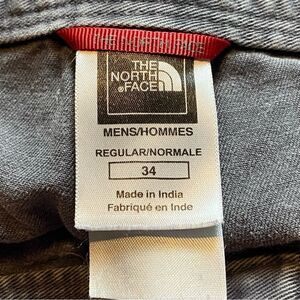 THE
NORTH
FACE
MENS/HOMMES
REGULAR/NORMALE
34
Made in India
Fabriqué en Inde